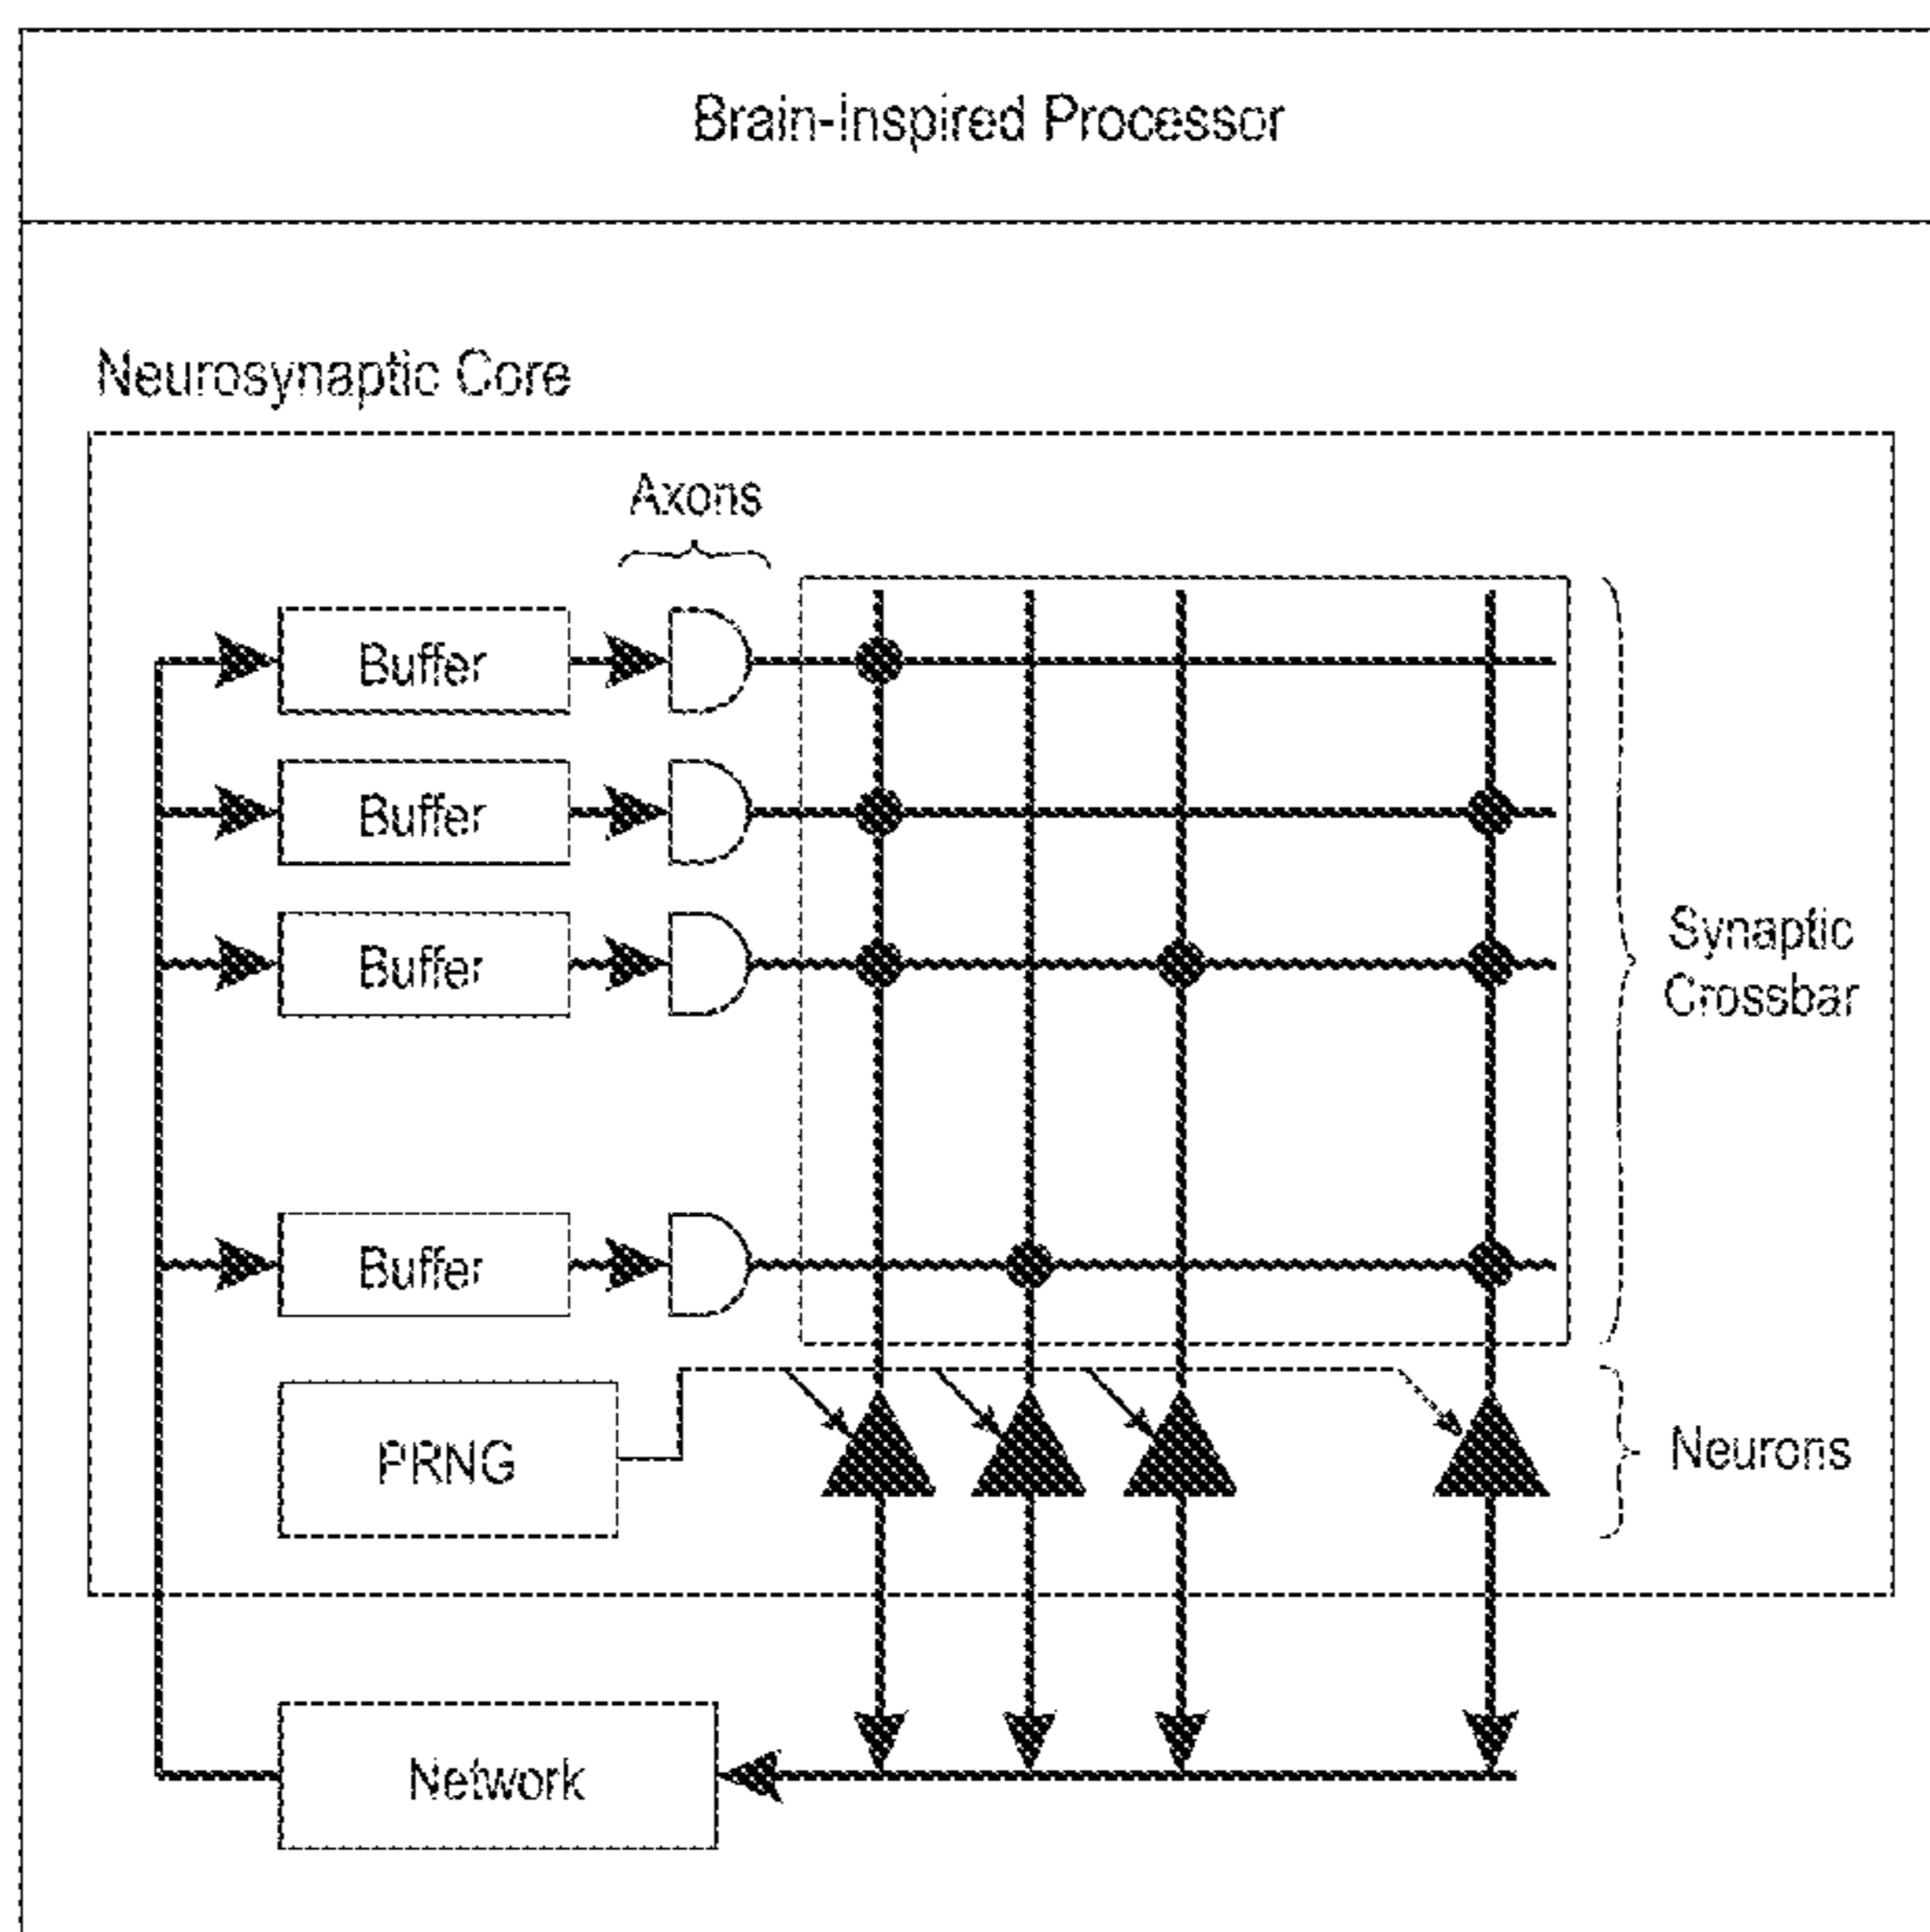 Brain-Inspired Processor
Neurosynaptic Core
Axons
Buffer
Buffer
Buffer
Synaptic
Crossbar
Buffer
PRNG
Neurons
Network